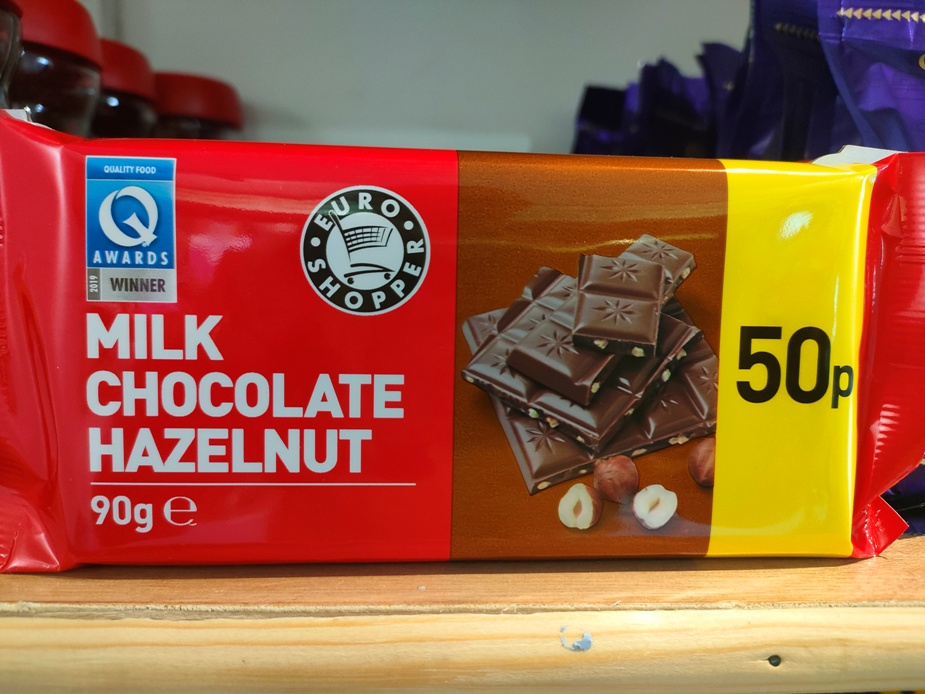 QUALITY FOOD
Q
AWARDS
2019
WINNER
EURO
SHOPPER
MILK
CHOCOLATE
HAZELNUT
90g ℮
50p